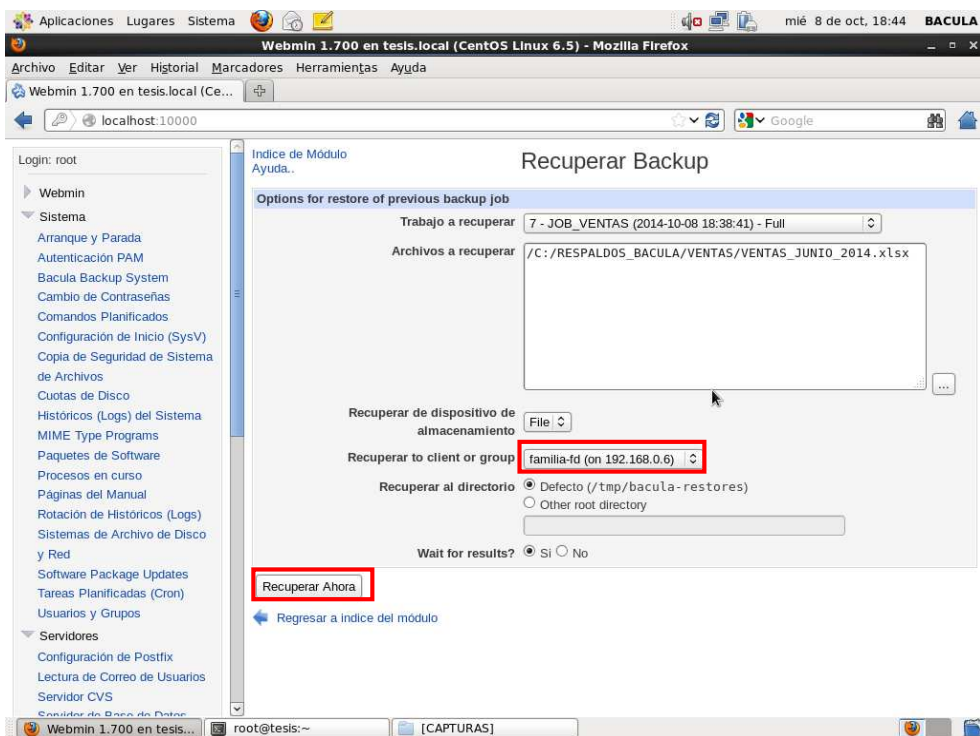 Aplicaciones Lugares Sistema
mié 8 de oct, 18:44 BACULA
Webmin 1.700 en tesis.local (CentOS Linux 6.5) - Mozilla Firefox
Archivo Editar Ver Historial Marcadores Herramientas Ayuda
Webmin 1.700 en tesis.local (Ce...
localhost:10000
Google
Login: root
Webmin
Sistema
Arranque y Parada
Autenticación PAM
Bacula Backup System
Cambio de Contraseñas
Comandos Planificados
Configuración de Inicio (SysV)
Copia de Seguridad de Sistema
de Archivos
Cuotas de Disco
Históricos (Logs) del Sistema
MIME Type Programs
Paquetes de Software
Procesos en curso
Páginas del Manual
Rotación de Históricos (Logs)
Sistemas de Archivo de Disco
y Red
Software Package Updates
Tareas Planificadas (Cron)
Usuarios y Grupos
Servidores
Configuración de Postfix
Lectura de Correo de Usuarios
Servidor CVS
Servidor de Base de Datos
Indice de Módulo
Ayuda..
Recuperar Backup
Options for restore of previous backup job
Trabajo a recuperar 7 - JOB_VENTAS (2014-10-08 18:38:41) - Full
Archivos a recuperar /C:/RESPALDOS_BACULA/VENTAS/VENTAS_JUNIO_2014.xlsx
...
Recuperar de dispositivo de
almacenamiento File
Recuperar to client or group familia-fd (on 192.168.0.6)
Recuperar al directorio Defecto (/tmp/bacula-restores)
Other root directory
Wait for results? Si No
Recuperar Ahora
Regresar a indice del módulo
Webmin 1.700 en tesis... root@tesis:~ [CAPTURAS]